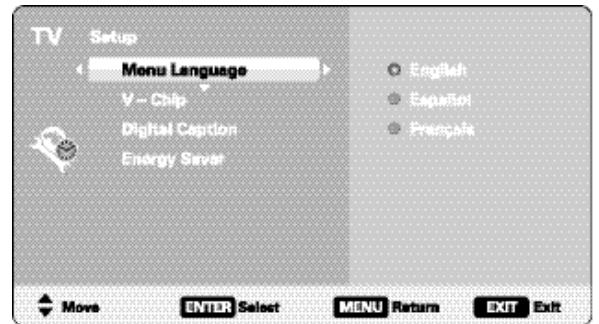 TV Setup
Menu Language
V - Chip
Digital Caption
Energy Saver
English
Español
Français
Move ENTER Select MENU Return EXIT Exit